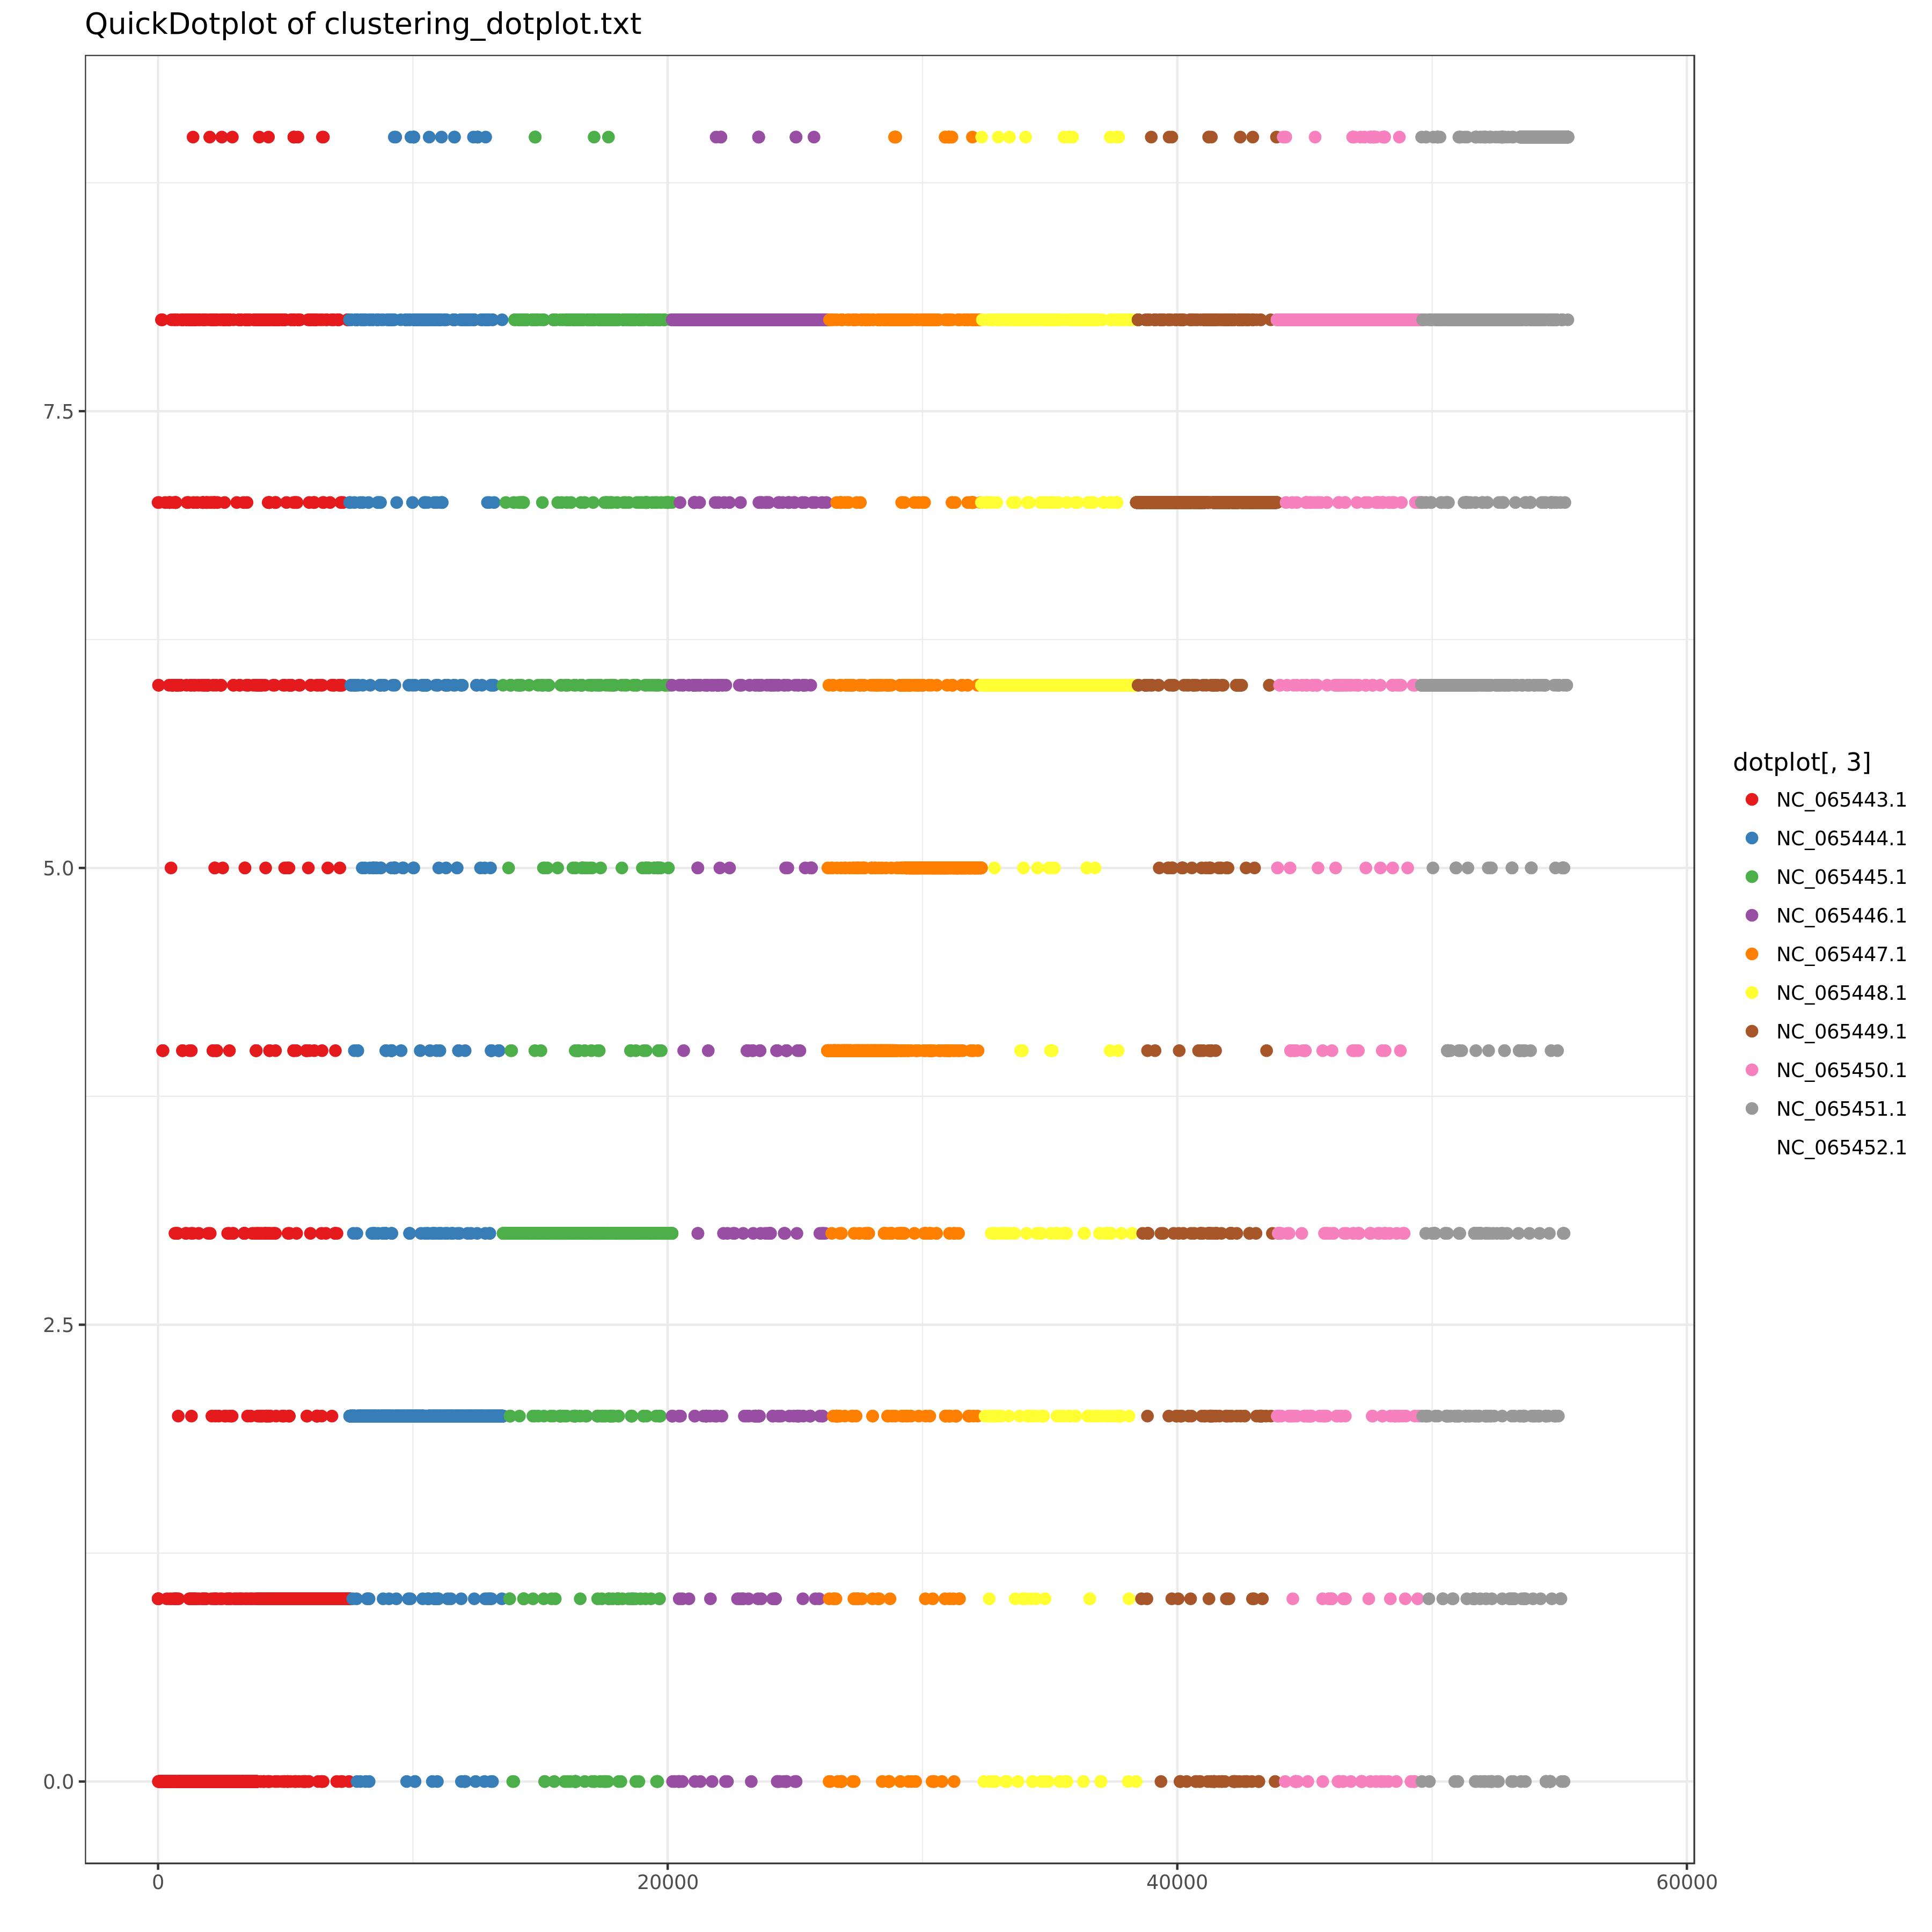 QuickDotplot of clustering_dotplot.txt
7.5
5.0
2.5
0.0
0
20000
40000
60000
dotplot[, 3]
NC_065443.1
NC_065444.1
NC_065445.1
NC_065446.1
NC_065447.1
NC_065448.1
NC_065449.1
NC_065450.1
NC_065451.1
NC_065452.1